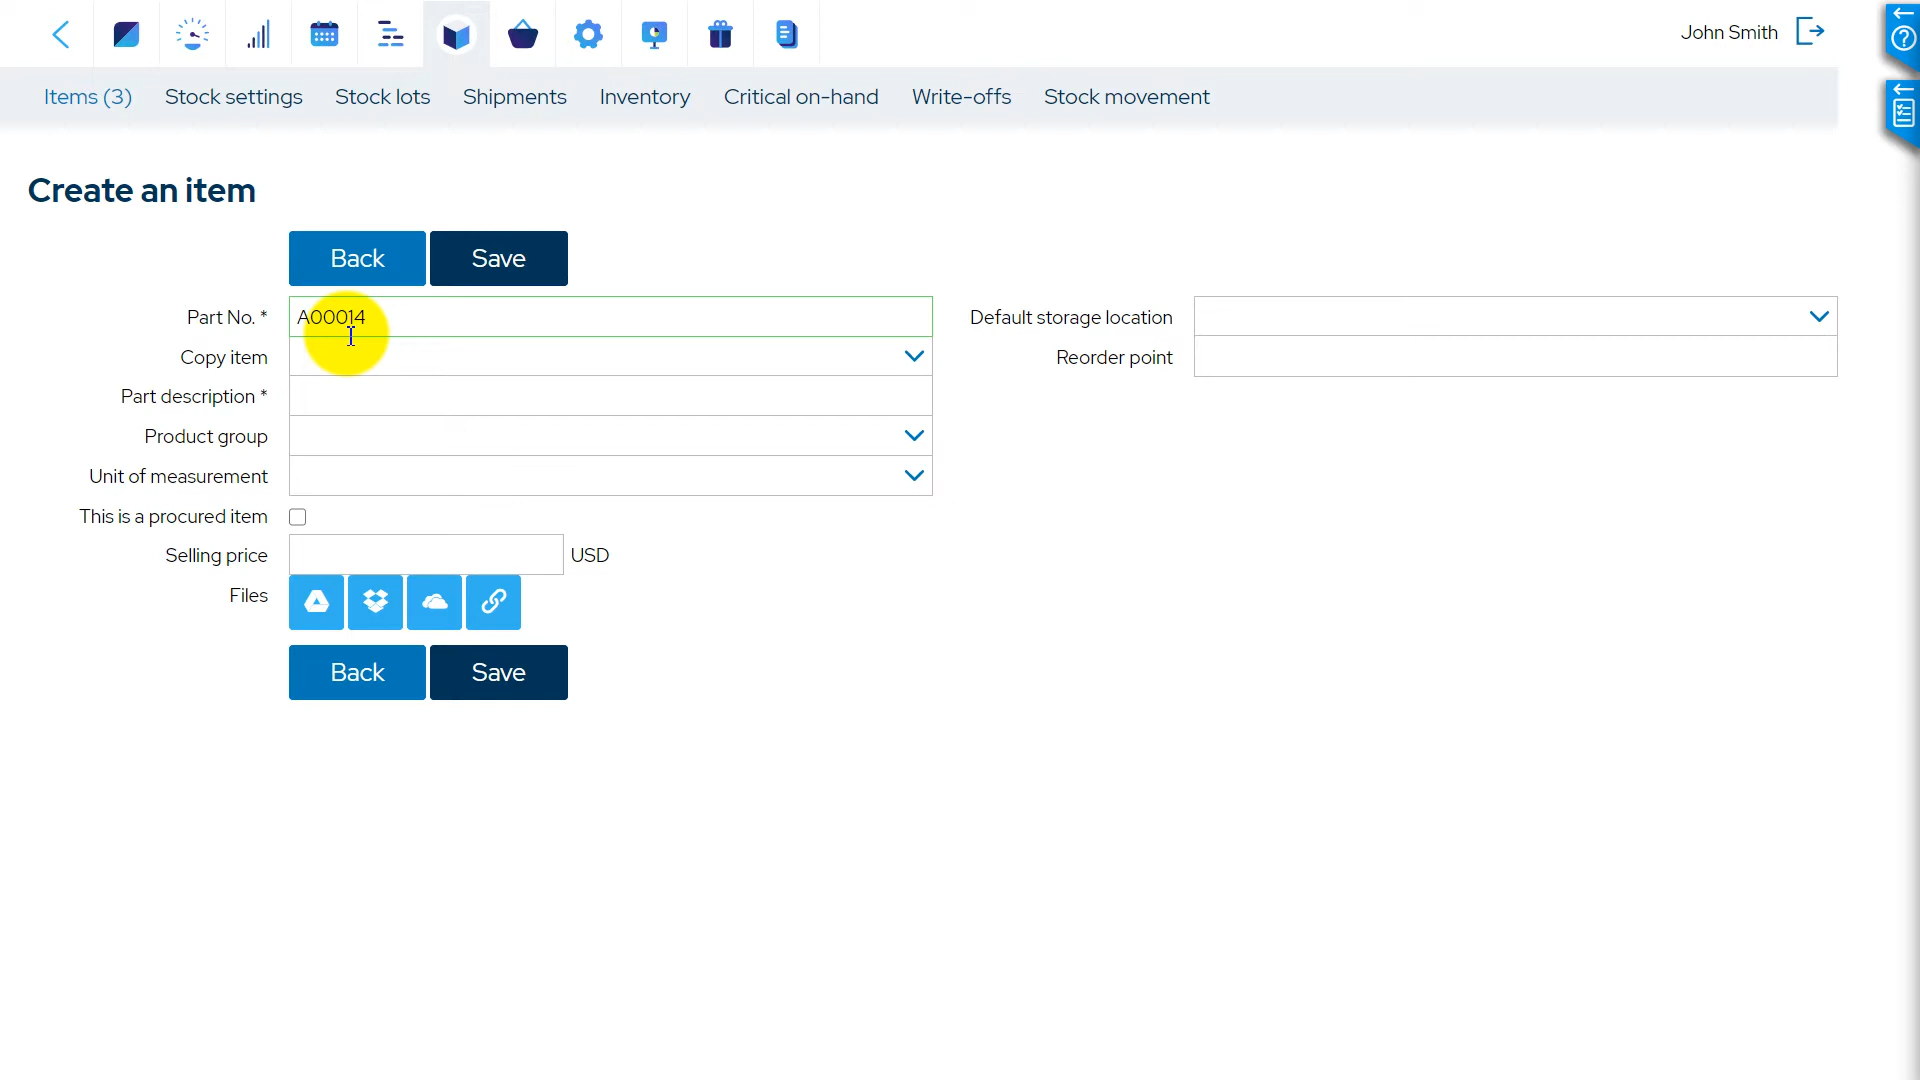 John Smith
Items (3) Stock settings Stock lots Shipments Inventory Critical on-hand Write-offs Stock movement
Create an item
Back Save
Part No. * A00014 Default storage location
Copy item Reorder point
Part description *
Product group
Unit of measurement
This is a procured item
Selling price USD
Files
Back Save